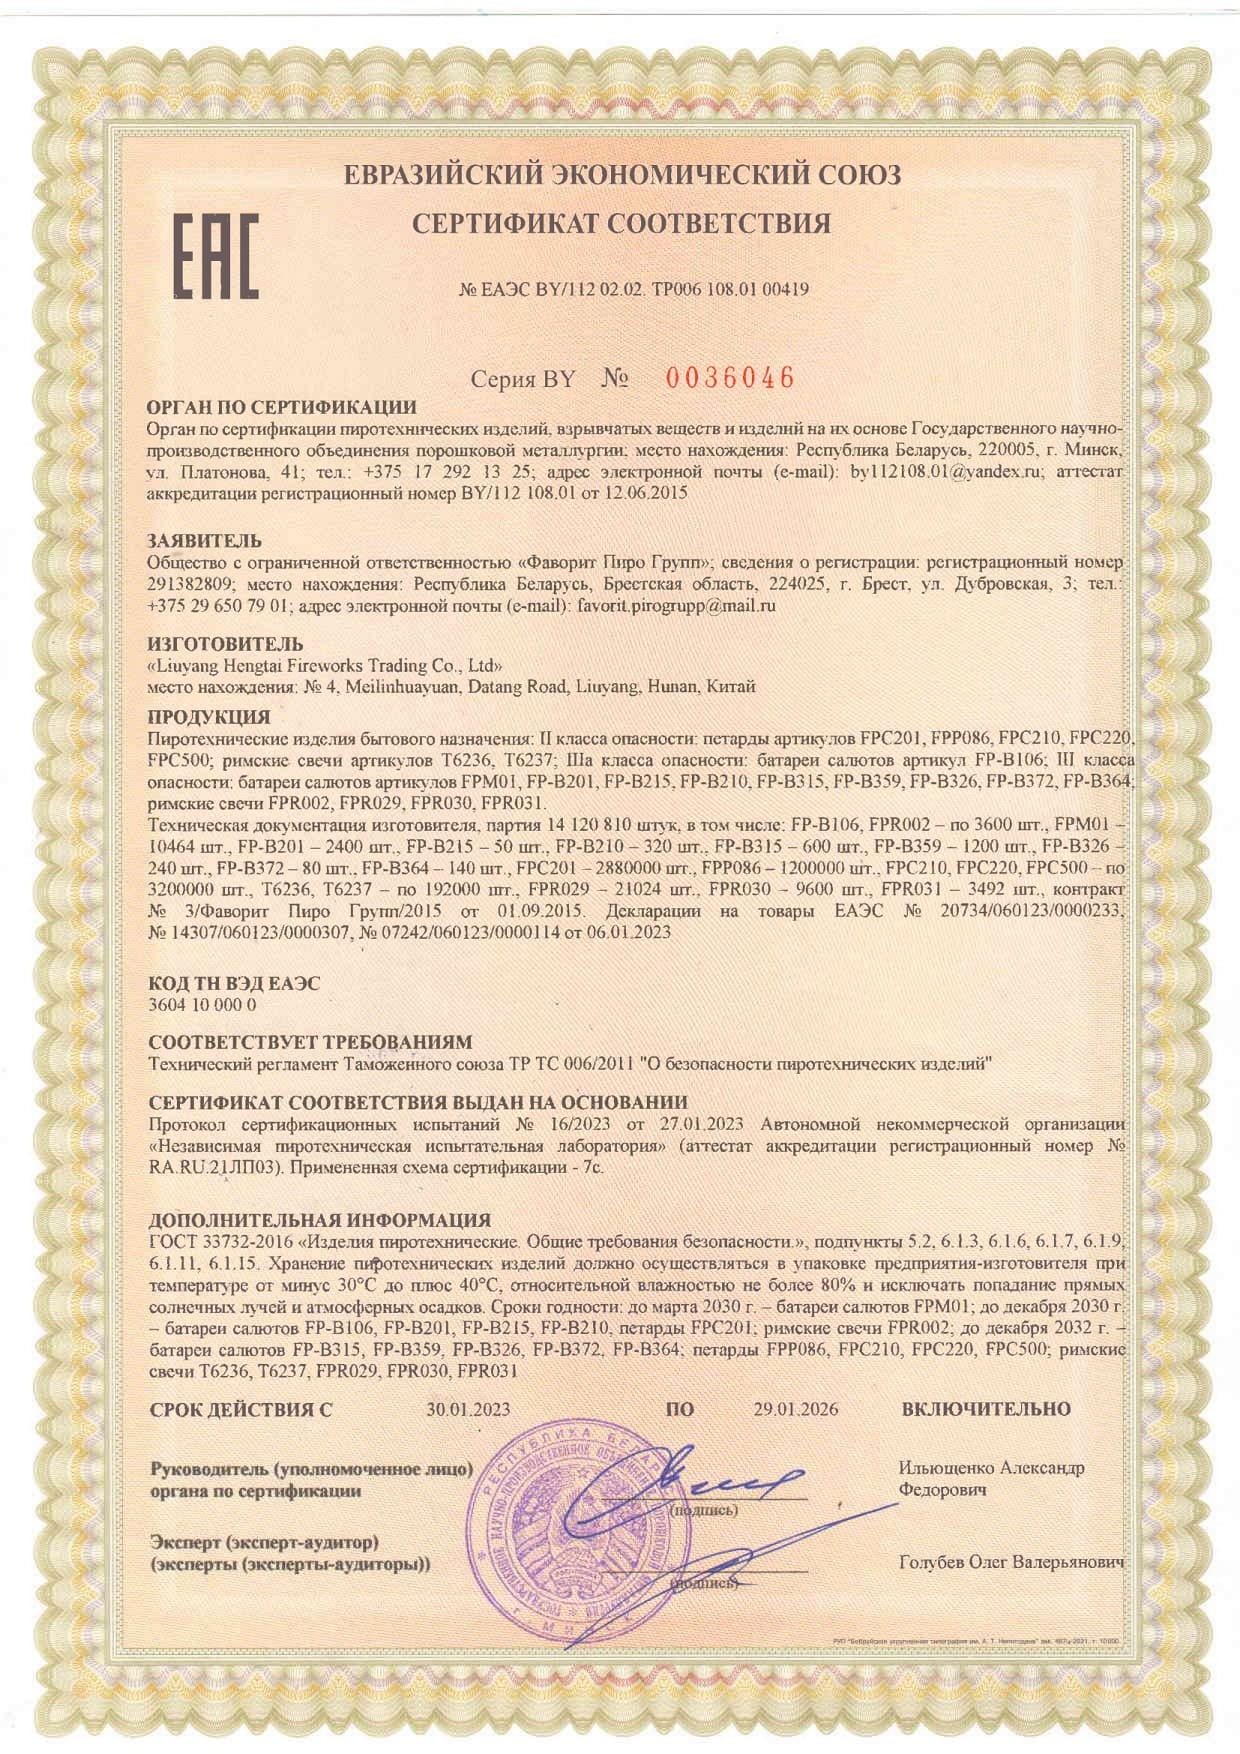 ЕВРАЗИЙСКИЙ ЭКОНОМИЧЕСКИЙ СОЮЗ
EAC
СЕРТИФИКАТ СООТВЕТСТВИЯ
№ ЕАЭС BY/112 02.02. ТР006 108.01 00419
Серия BY № 0036046
ОРГАН ПО СЕРТИФИКАЦИИ
Орган по сертификации пиротехнических изделий, взрывчатых веществ и изделий на их основе Государственного научно-
производственного объединения порошковой металлургии; место нахождения: Республика Беларусь, 220005, г. Минск,
ул. Платонова, 41; тел.: +375 17 292 13 25; адрес электронной почты (e-mail): by112108.01@yandex.ru; аттестат
аккредитации регистрационный номер BY/112 108.01 от 12.06.2015
ЗАЯВИТЕЛЬ
Общество с ограниченной ответственностью «Фаворит Пиро Групп»; сведения о регистрации: регистрационный номер
291382809; место нахождения: Республика Беларусь, Брестская область, 224025, г. Брест, ул. Дубровская, 3; тел.:
+375 29 650 79 01; адрес электронной почты (e-mail): favorit.pirogrupp@mail.ru
ИЗГОТОВИТЕЛЬ
«Liuyang Hengtai Fireworks Trading Co., Ltd»
место нахождения: № 4, Meilinhuayuan, Datang Road, Liuyang, Hunan, Китай
ПРОДУКЦИЯ
Пиротехнические изделия бытового назначения: II класса опасности: петарды артикулов FPC201, FPP086, FPC210, FPC220,
FPC500; римские свечи артикулов T6236, T6237; IIIа класса опасности: батареи салютов артикул FP-B106; III класса
опасности: батареи салютов артикулов FPM01, FP-B201, FP-B215, FP-B210, FP-B315, FP-B359, FP-B326, FP-B372, FP-B364;
римские свечи FPR002, FPR029, FPR030, FPR031.
Техническая документация изготовителя, партия 14 120 810 штук, в том числе: FP-B106, FPR002 – по 3600 шт., FPM01 –
10464 шт., FP-B201 – 2400 шт., FP-B215 – 50 шт., FP-B210 – 320 шт., FP-B315 – 600 шт., FP-B359 – 1200 шт., FP-B326 –
240 шт., FP-B372 – 80 шт., FP-B364 – 140 шт., FPC201 – 2880000 шт., FPP086 – 1200000 шт., FPC210, FPC220, FPC500 – по
3200000 шт., T6236, T6237 – по 192000 шт., FPR029 – 21024 шт., FPR030 – 9600 шт., FPR031 – 3492 шт., контракт
№ 3/Фаворит Пиро Групп/2015 от 01.09.2015. Декларации на товары ЕАЭС № 20734/060123/0000233,
№ 14307/060123/0000307, № 07242/060123/0000114 от 06.01.2023
КОД ТН ВЭД ЕАЭС
3604 10 000 0
СООТВЕТСТВУЕТ ТРЕБОВАНИЯМ
Технический регламент Таможенного союза ТР ТС 006/2011 "О безопасности пиротехнических изделий"
СЕРТИФИКАТ СООТВЕТСТВИЯ ВЫДАН НА ОСНОВАНИИ
Протокол сертификационных испытаний № 16/2023 от 27.01.2023 Автономной некоммерческой организации
«Независимая пиротехническая испытательная лаборатория» (аттестат аккредитации регистрационный номер №
RA.RU.21ЛП03). Примененная схема сертификации - 7с.
ДОПОЛНИТЕЛЬНАЯ ИНФОРМАЦИЯ
ГОСТ 33732-2016 «Изделия пиротехнические. Общие требования безопасности.», подпункты 5.2, 6.1.3, 6.1.6, 6.1.7, 6.1.9,
6.1.11, 6.1.15. Хранение пиротехнических изделий должно осуществляться в упаковке предприятия-изготовителя при
температуре от минус 30°С до плюс 40°С, относительной влажностью не более 80% и исключать попадание прямых
солнечных лучей и атмосферных осадков. Сроки годности: до марта 2030 г. – батареи салютов FPM01; до декабря 2030 г.
– батареи салютов FP-B106, FP-B201, FP-B215, FP-B210, петарды FPC201; римские свечи FPR002; до декабря 2032 г. –
батареи салютов FP-B315, FP-B359, FP-B326, FP-B372, FP-B364; петарды FPP086, FPC210, FPC220, FPC500; римские
свечи T6236, T6237, FPR029, FPR030, FPR031
СРОК ДЕЙСТВИЯ С 30.01.2023 ПО 29.01.2026 ВКЛЮЧИТЕЛЬНО
Руководитель (уполномоченное лицо)
органа по сертификации
(подпись)
Ильющенко Александр
Федорович
Эксперт (эксперт-аудитор)
(эксперты (эксперты-аудиторы))
(подпись)
Голубев Олег Валерьянович
РЕСПУБЛИКА БЕЛАРУСЬ
ГОСУДАРСТВЕННОЕ НАУЧНО-ПРОИЗВОДСТВЕННОЕ ОБЪЕДИНЕНИЕ ПОРОШКОВОЙ МЕТАЛЛУРГИИ
г. МИНСК
РУП "Бобруйская укрупненная типография им. А. Т. Непогодина" зак. 467ц-2021, т. 10000.